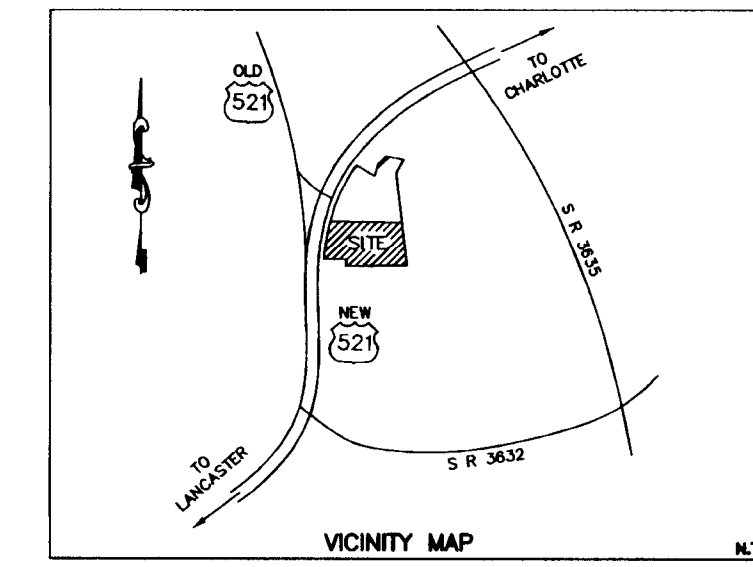 OLD
521
TO
CHARLOTTE
SITE
S R 3635
NEW
521
TO
LANCASTER
S R 3632
VICINITY MAP